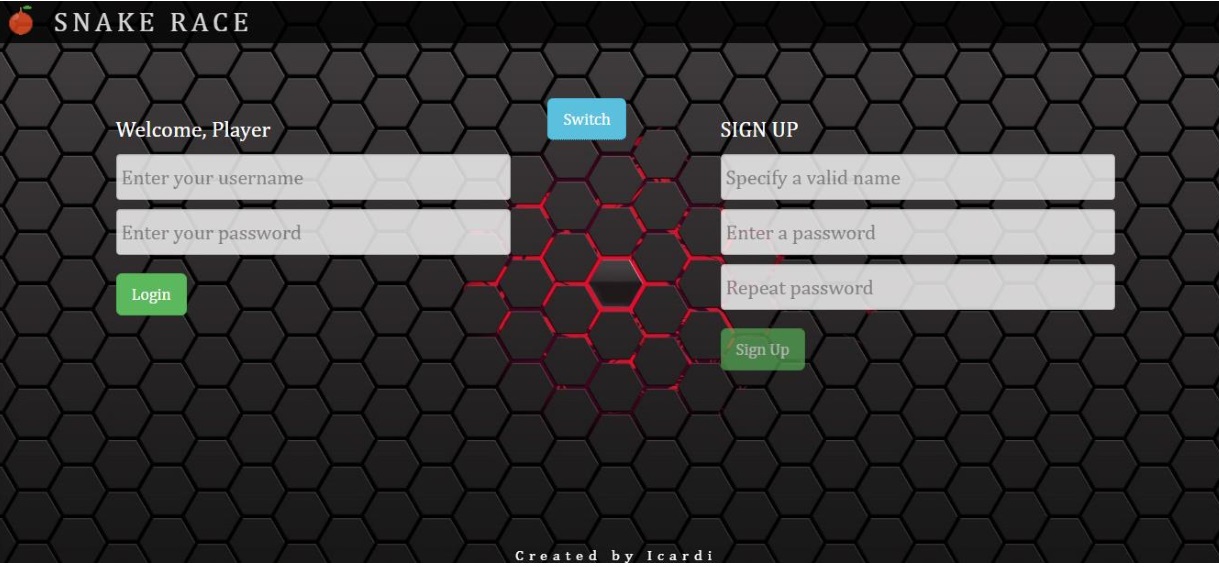 SNAKE RACE
Switch
Welcome, Player
Enter your username
Enter your password
Login
SIGN UP
Specify a valid name
Enter a password
Repeat password
Sign Up
Created by Icardi